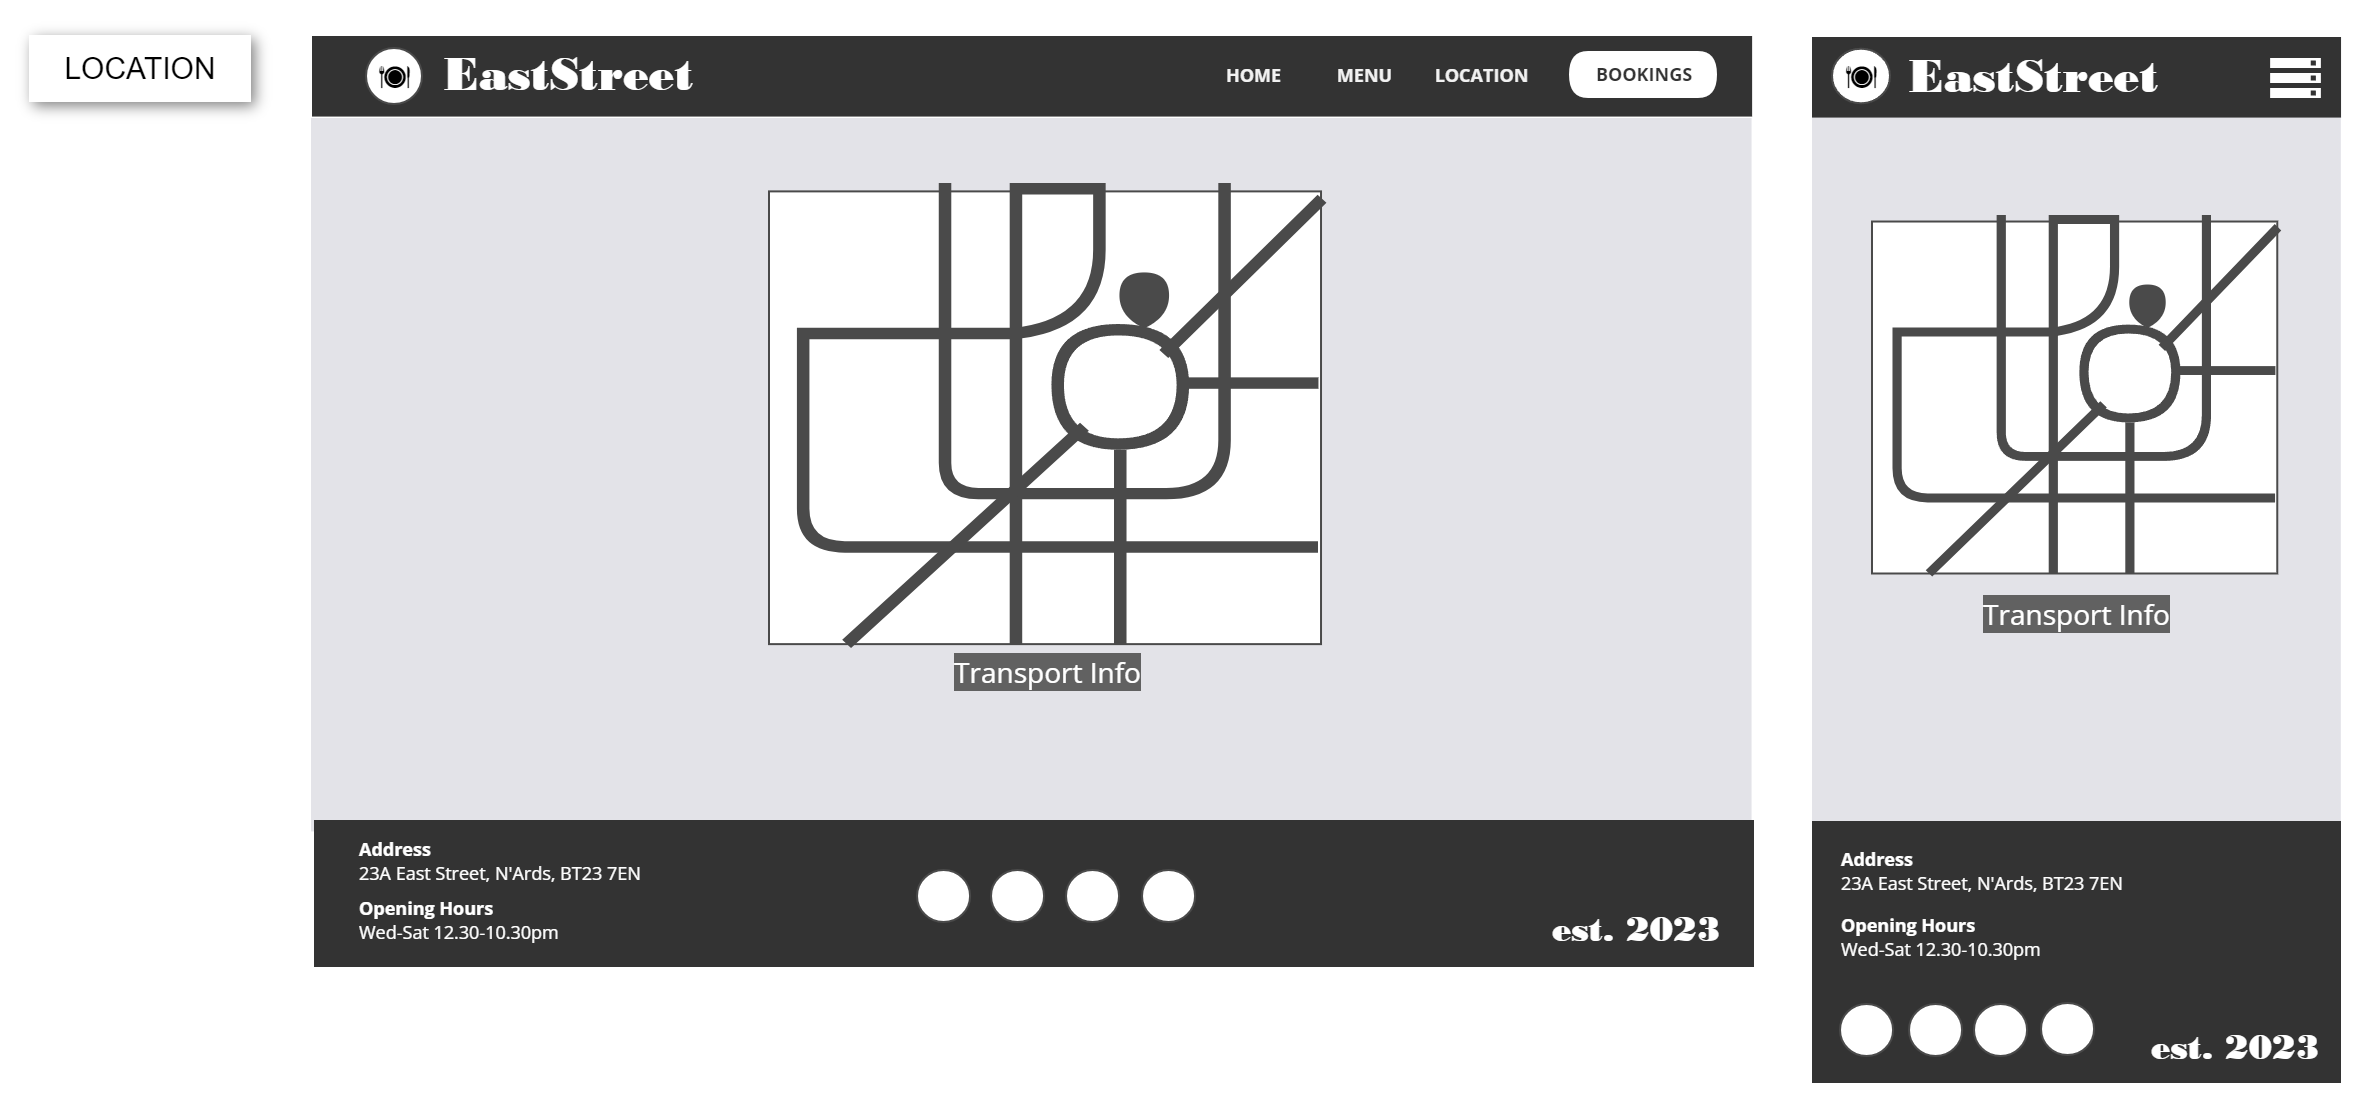 LOCATION
EastStreet
HOME MENU LOCATION BOOKINGS
Transport Info
Address
23A East Street, N'Ards, BT23 7EN
Opening Hours
Wed-Sat 12.30-10.30pm
est. 2023
EastStreet
Transport Info
Address
23A East Street, N'Ards, BT23 7EN
Opening Hours
Wed-Sat 12.30-10.30pm
est. 2023